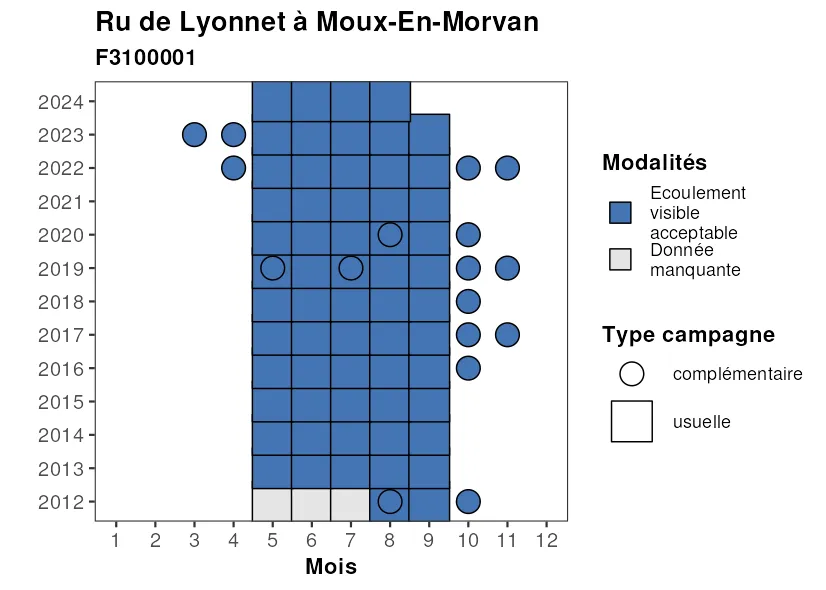 Ru de Lyonnet à Moux-En-Morvan
F3100001
2024
2023
2022
2021
2020
2019
2018
2017
2016
2015
2014
2013
2012
1 2 3 4 5 6 7 8 9 10 11 12
Mois
Modalités
Ecoulement
visible
acceptable
Donnée
manquante
Type campagne
complémentaire
usuelle